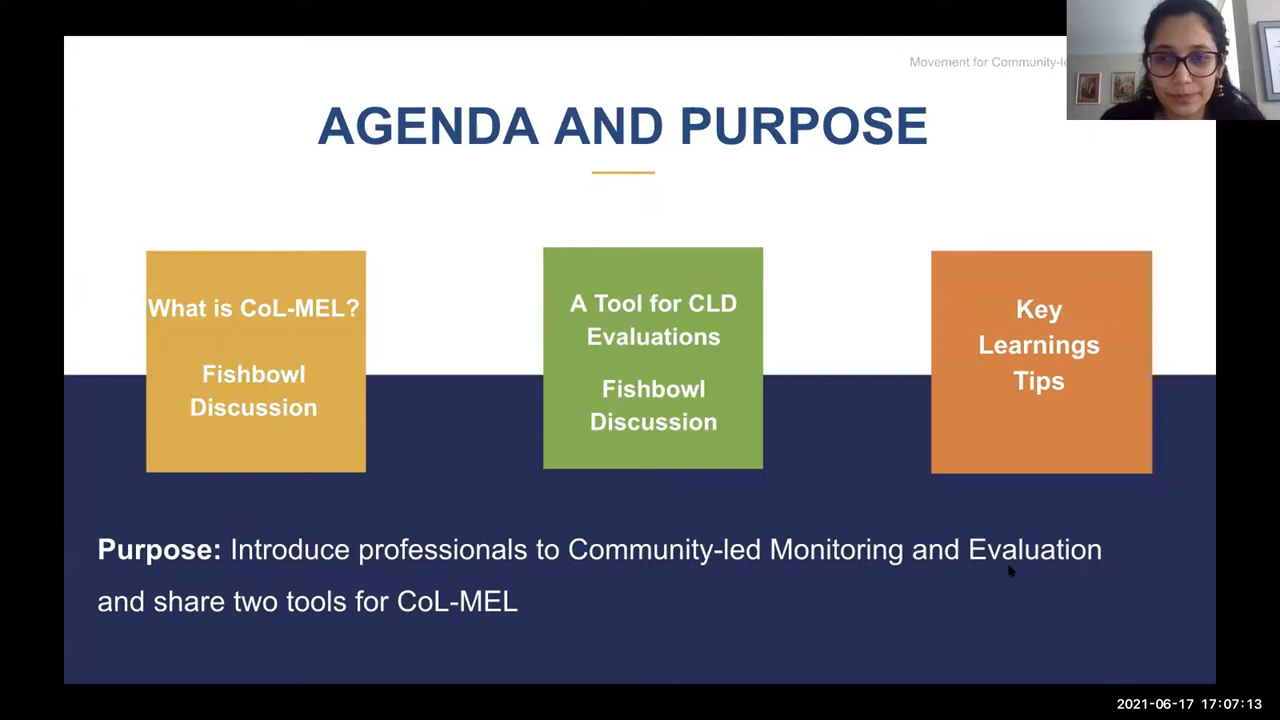 Movement for Community-le
AGENDA AND PURPOSE
What is CoL-MEL?
Fishbowl
Discussion
A Tool for CLD
Evaluations
Fishbowl
Discussion
Key
Learnings
Tips
Purpose: Introduce professionals to Community-led Monitoring and Evaluation
and share two tools for CoL-MEL
2021-06-17 17:07:13